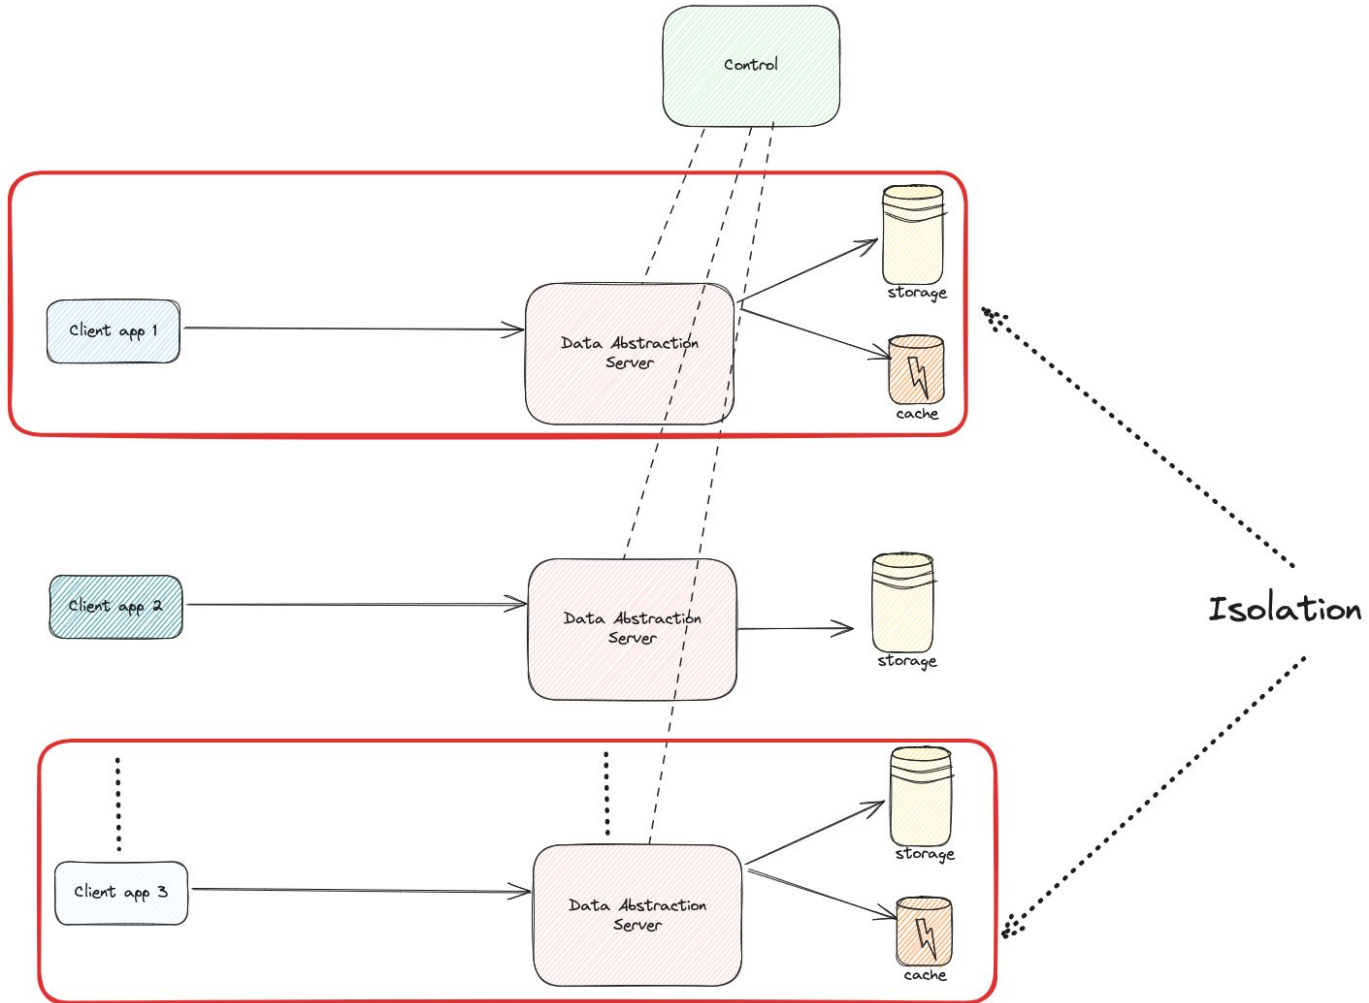 Control
storage
Client app 1
Data Abstraction
Server
cache
Client app 2
Data Abstraction
Server
storage
Isolation
storage
Client app 3
Data Abstraction
Server
cache